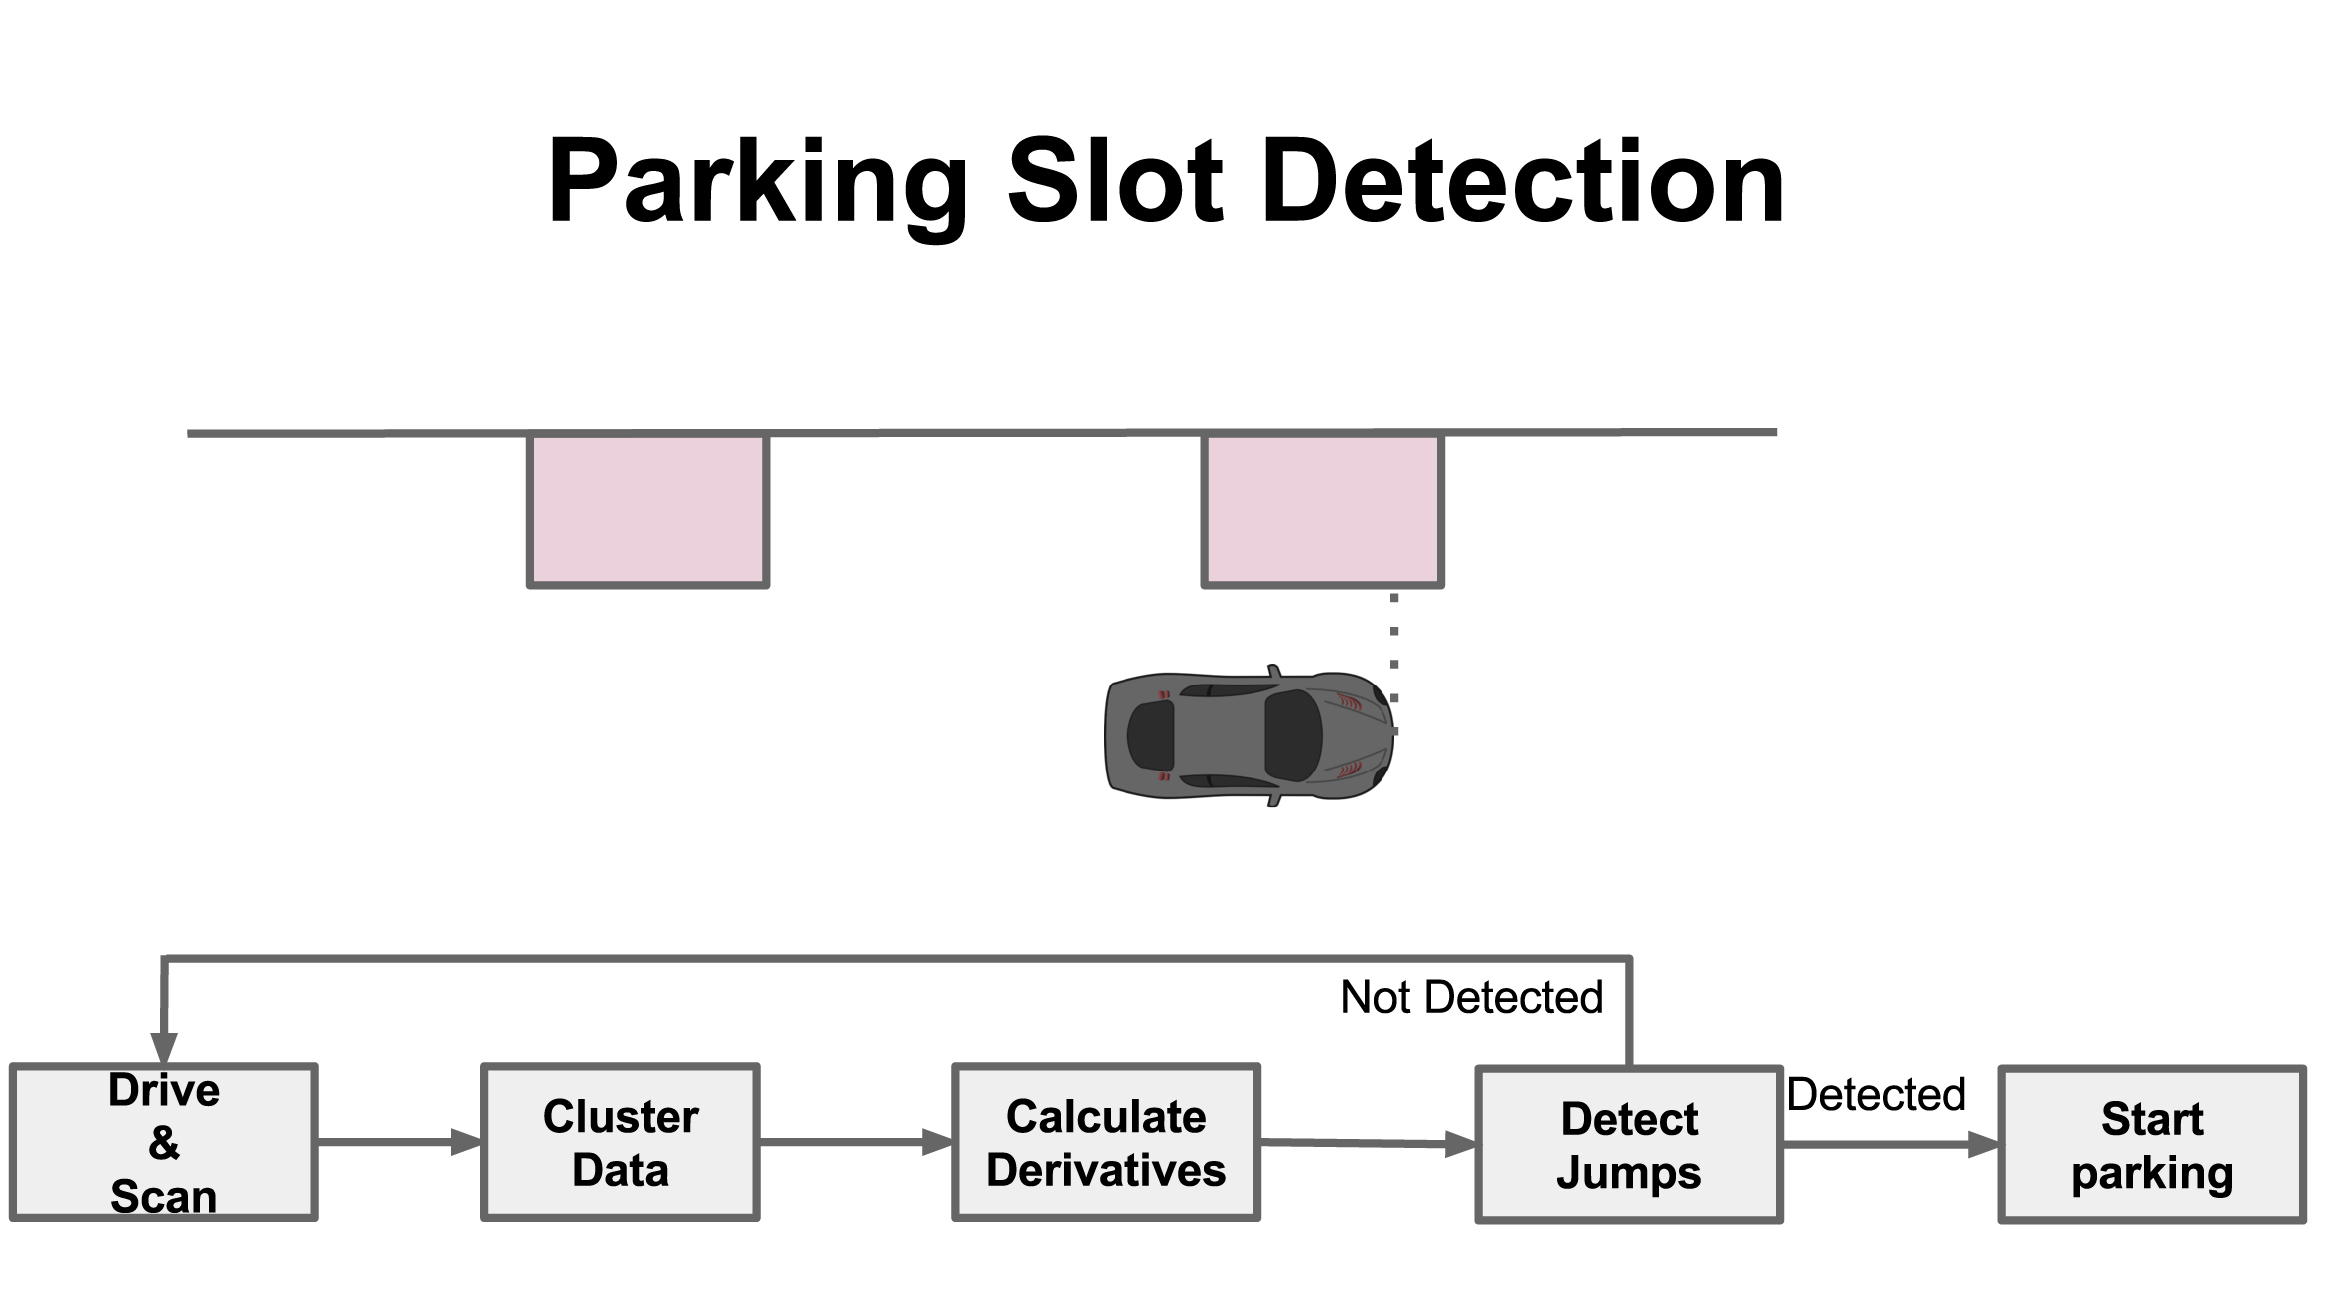 Parking Slot Detection
Not Detected
Drive
&
Scan
Cluster
Data
Calculate
Derivatives
Detect
Jumps
Detected
Start
parking